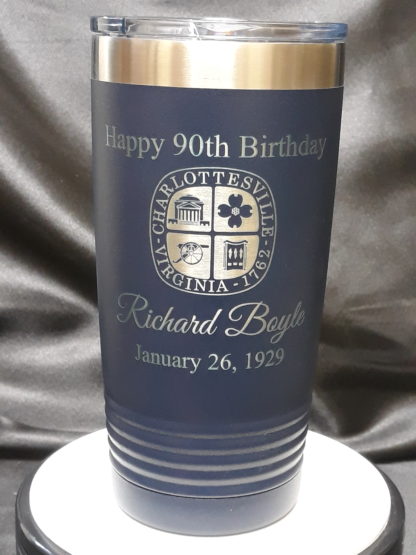 Happy 90th Birthday
CHARLOTTESVILLE
VIRGINIA - 1762
Richard Boyle
January 26, 1929